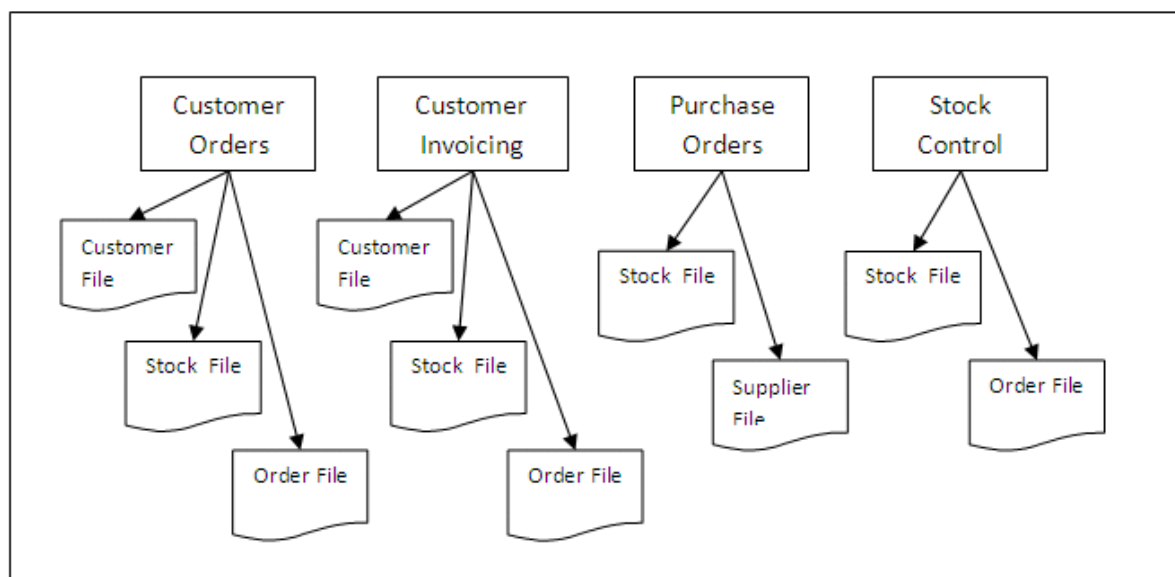 Customer
Orders
Customer
Invoicing
Purchase
Orders
Stock
Control
Customer
File
Customer
File
Stock File
Stock File
Stock File
Stock File
Supplier
File
Order File
Order File
Order File